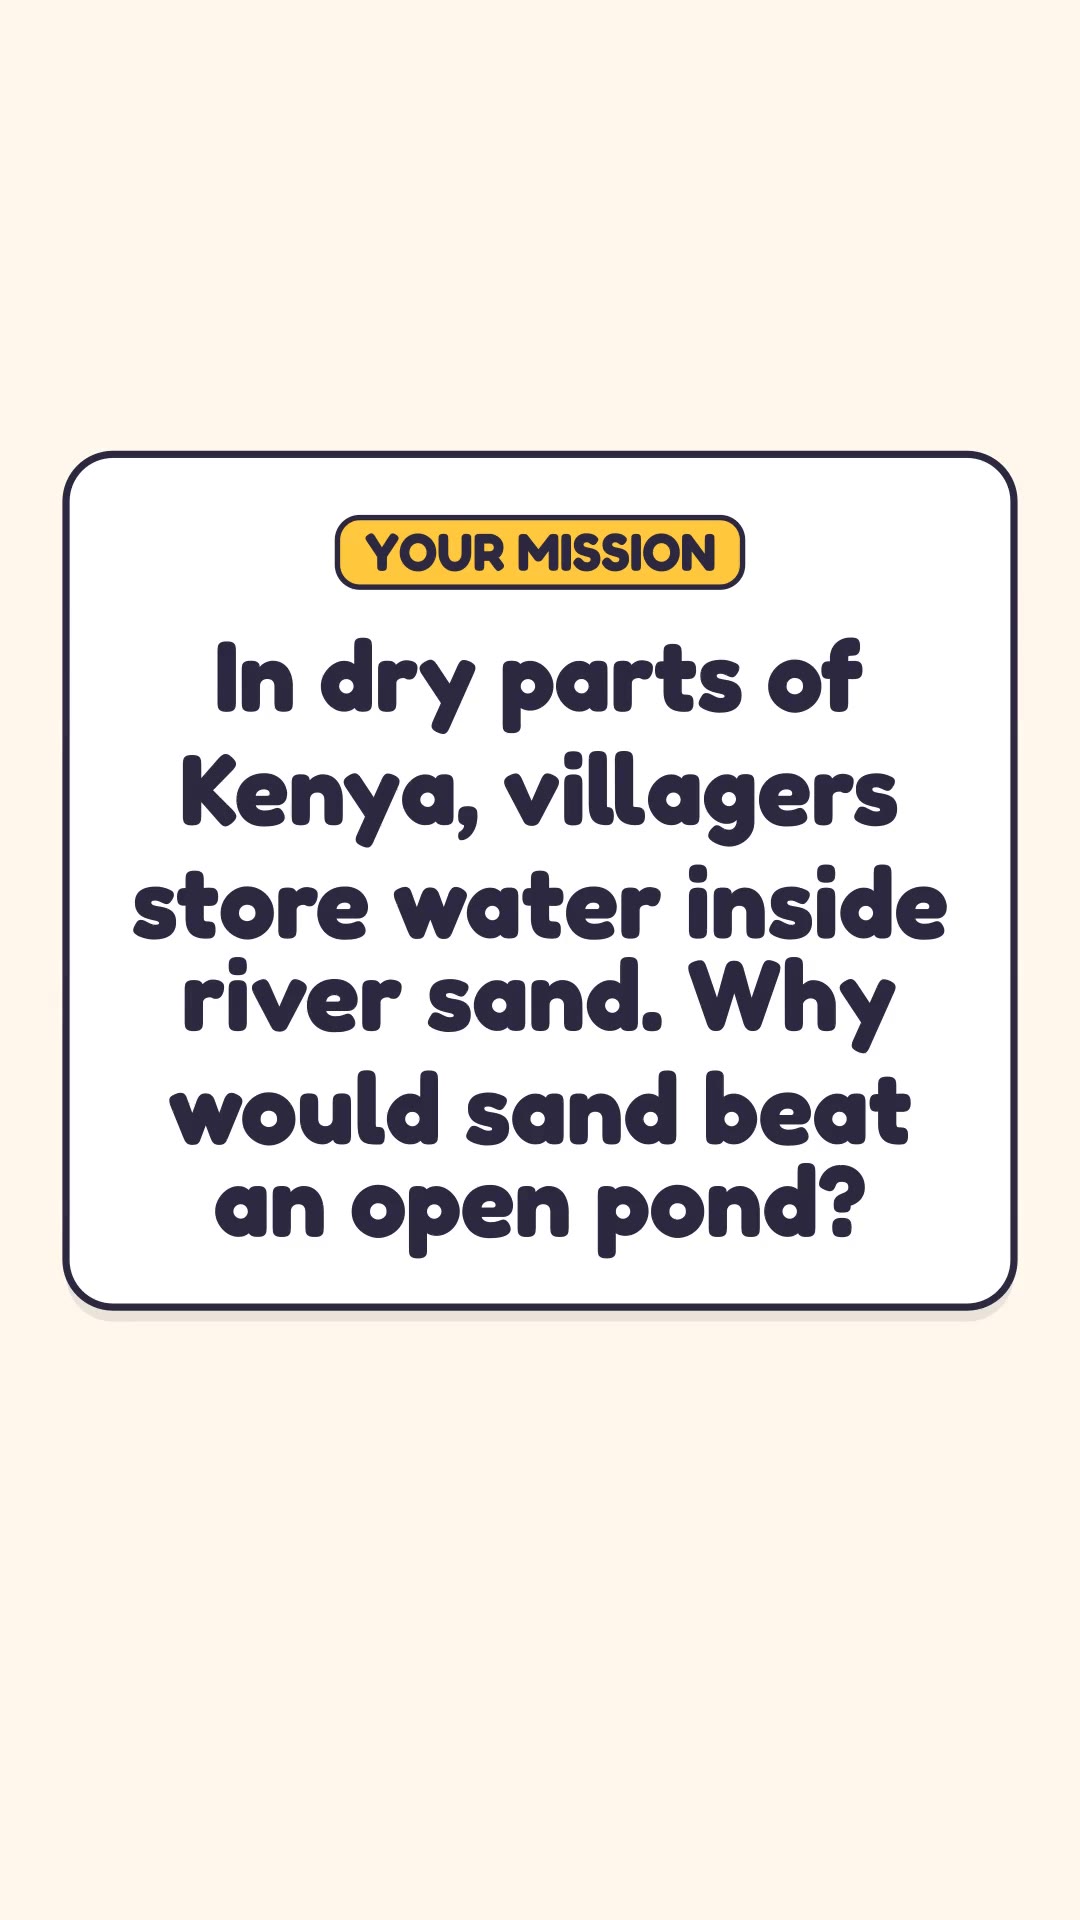 YOUR MISSION
In dry parts of
Kenya, villagers
store water inside
river sand. Why
would sand beat
an open pond?